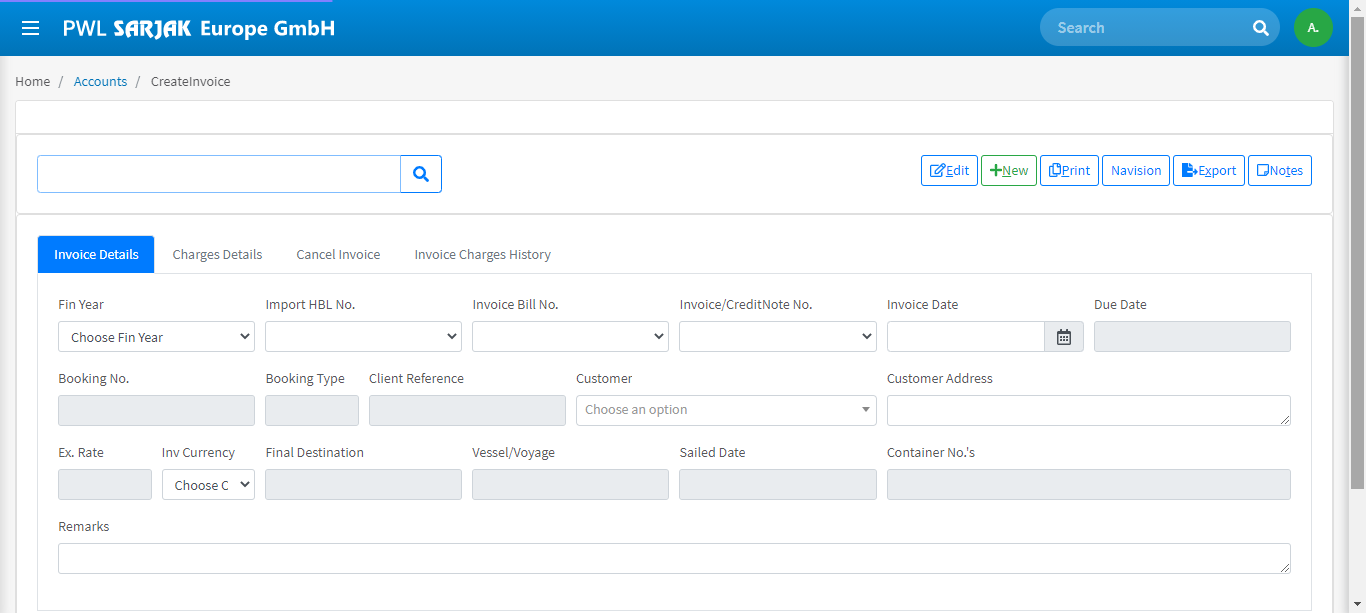 PWL SARJAK Europe GmbH
Search
A.
Home / Accounts / CreateInvoice
Edit New Print Navision Export Notes
Invoice Details Charges Details Cancel Invoice Invoice Charges History
Fin Year Import HBL No. Invoice Bill No. Invoice/CreditNote No. Invoice Date Due Date
Choose Fin Year
Booking No. Booking Type Client Reference Customer Customer Address
Choose an option
Ex. Rate Inv Currency Final Destination Vessel/Voyage Sailed Date Container No.'s
Choose C
Remarks